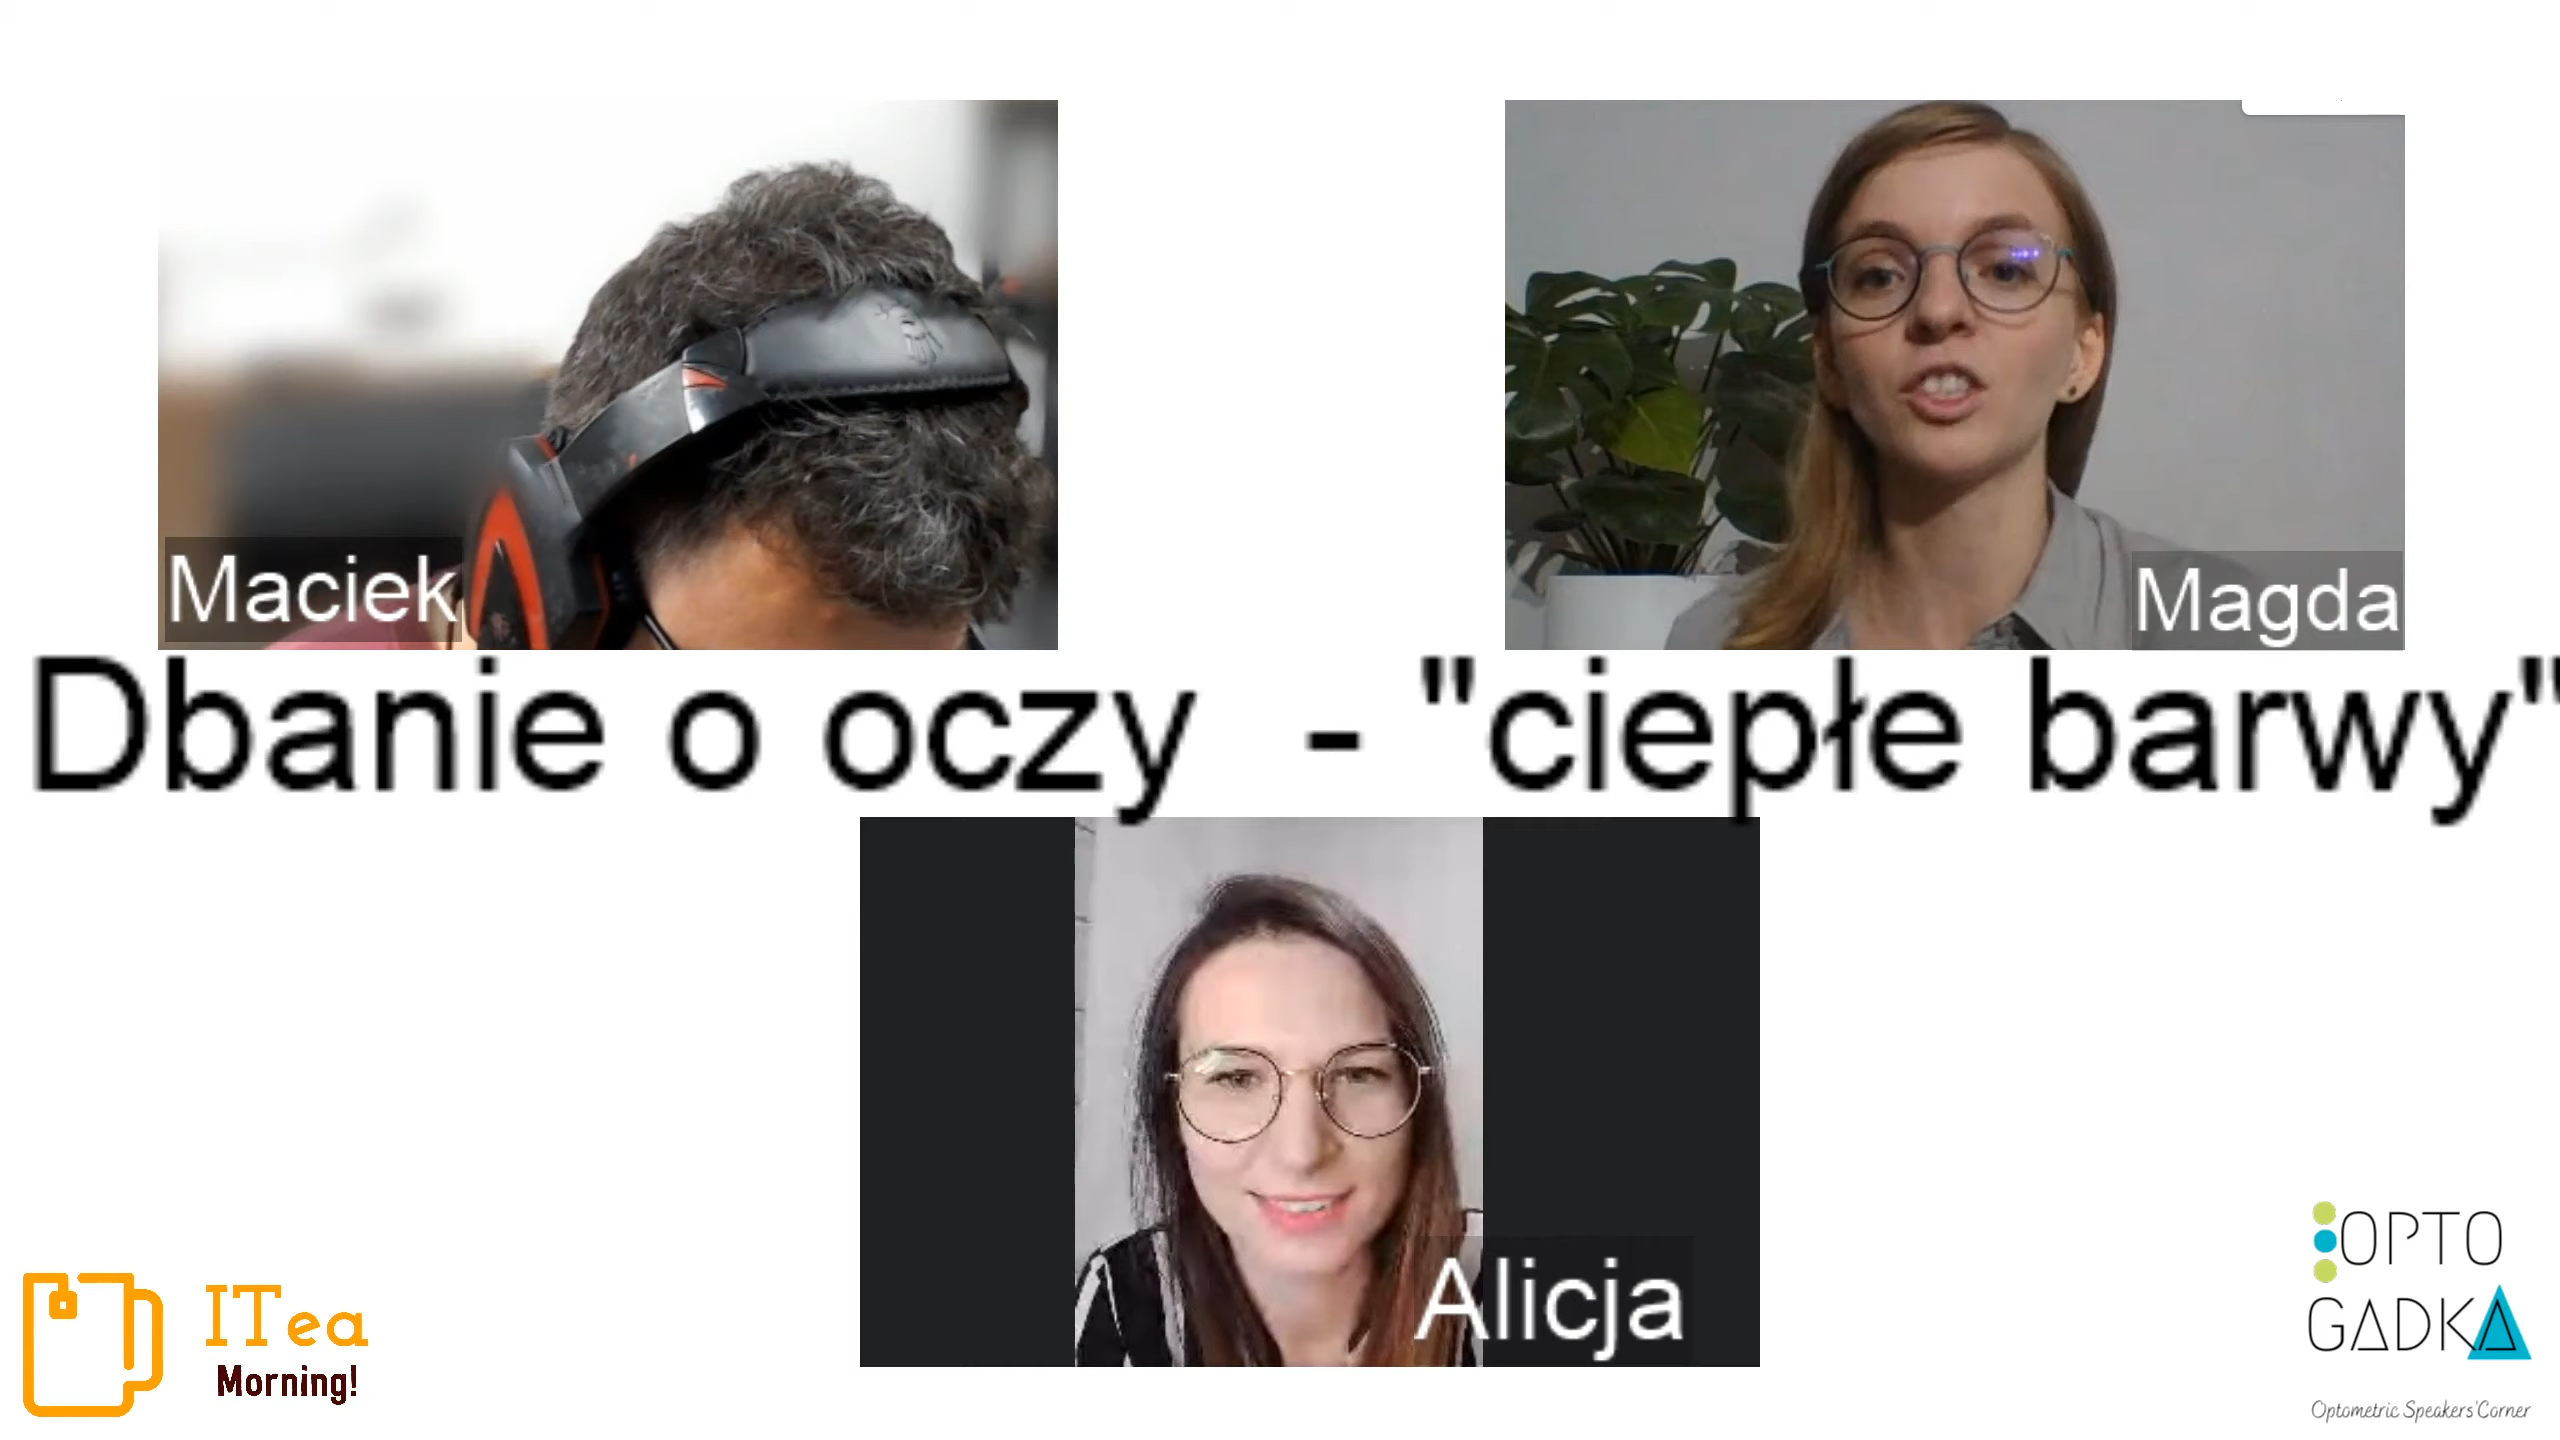 Maciek
Magda
Dbanie o oczy - "ciepłe barwy"
Alicja
ITea
Morning!
OPTO
GADKA
Optometric Speakers' Corner